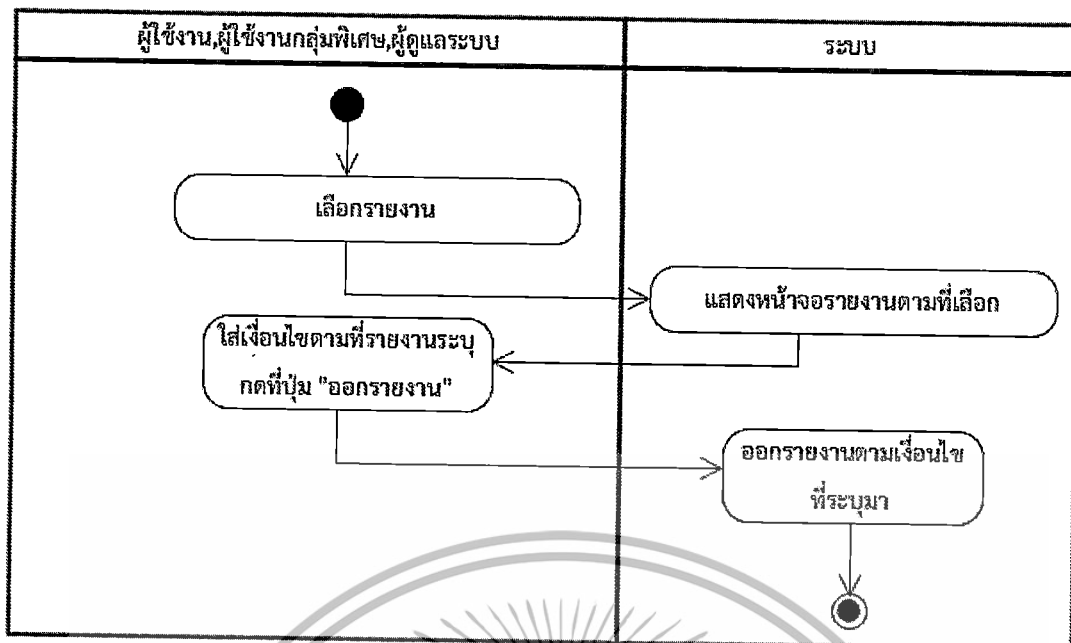 ผู้ใช้งาน,ผู้ใช้งานกลุ่มพิเศษ,ผู้ดูแลระบบ
ระบบ
เลือกรายงาน
แสดงหน้าจอรายงานตามที่เลือก
ใส่เงื่อนไขตามที่รายงานระบุ
กดที่ปุ่ม "ออกรายงาน"
ออกรายงานตามเงื่อนไข
ที่ระบุมา